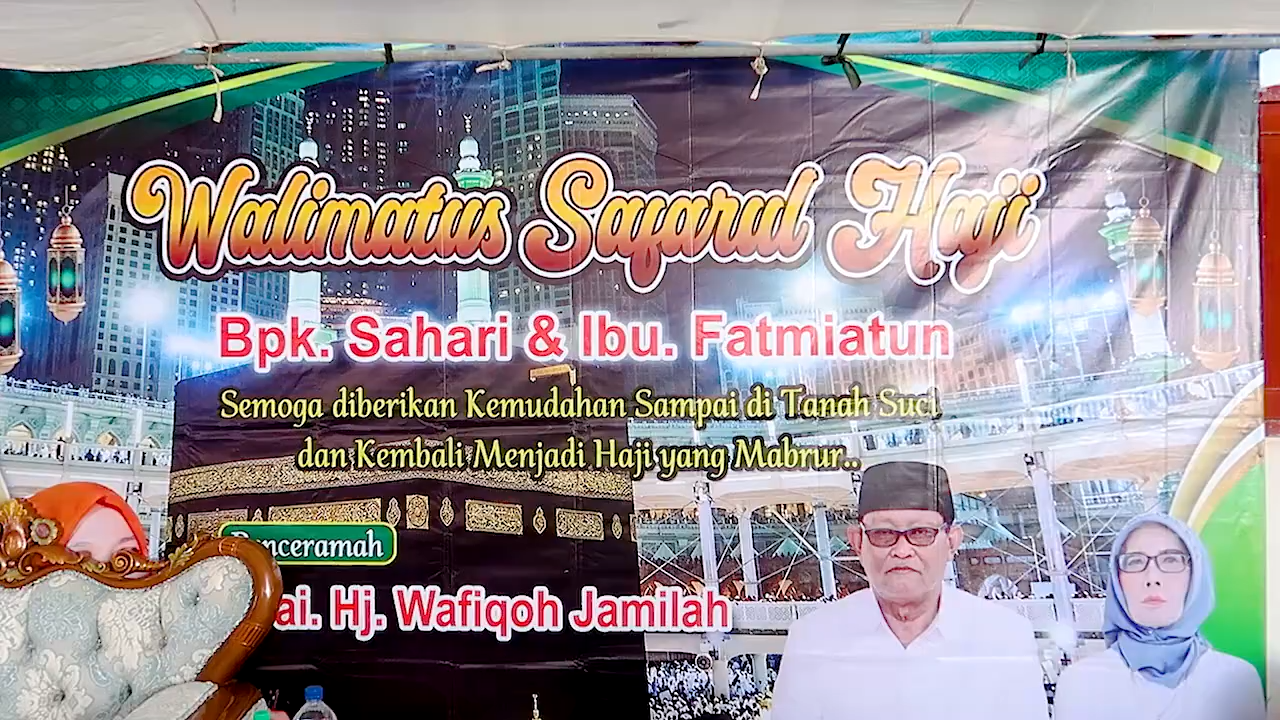 Walimatus Safarul Haji
Bpk. Sahari & Ibu. Fatmiatun
Semoga diberikan Kemudahan Sampai di Tanah Suci
dan Kembali Menjadi Haji yang Mabrur..
Penceramah
Hj. Wafiqoh Jamilah